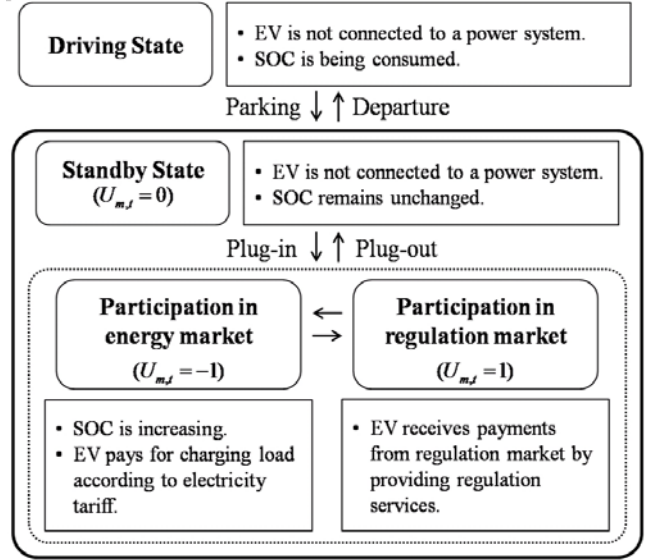 Driving State
• EV is not connected to a power system.
• SOC is being consumed.
Parking ↓ ↑ Departure
Standby State
(U_{m,t} = 0)
• EV is not connected to a power system.
• SOC remains unchanged.
Plug-in ↓ ↑ Plug-out
Participation in
energy market
(U_{m,t} = −1)
←
→
Participation in
regulation market
(U_{m,t} = 1)
• SOC is increasing.
• EV pays for charging load
according to electricity
tariff.
• EV receives payments
from regulation market by
providing regulation
services.